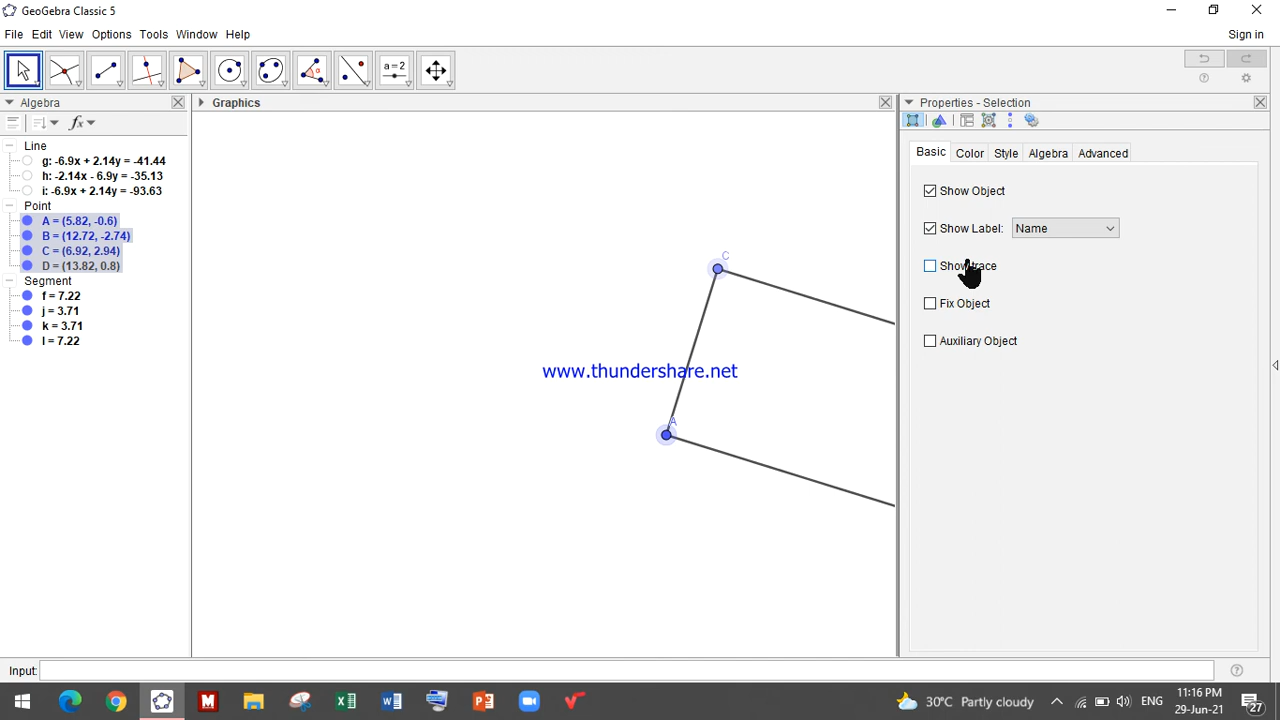 GeoGebra Classic 5
File Edit View Options Tools Window Help
Sign in
a=2
Algebra
Graphics
Properties - Selection
fx
Basic Color Style Algebra Advanced
Line
g: -6.9x + 2.14y = -41.44
h: -2.14x - 6.9y = -35.13
i: -6.9x + 2.14y = -93.63
Point
A = (5.82, -0.6)
B = (12.72, -2.74)
C = (6.92, 2.94)
D = (13.82, 0.8)
Segment
f = 7.22
j = 3.71
k = 3.71
l = 7.22
C
A
www.thundershare.net
Show Object
Show Label: Name
Show trace
Fix Object
Auxiliary Object
Input:
30°C Partly cloudy
ENG
11:16 PM
29-Jun-21
27